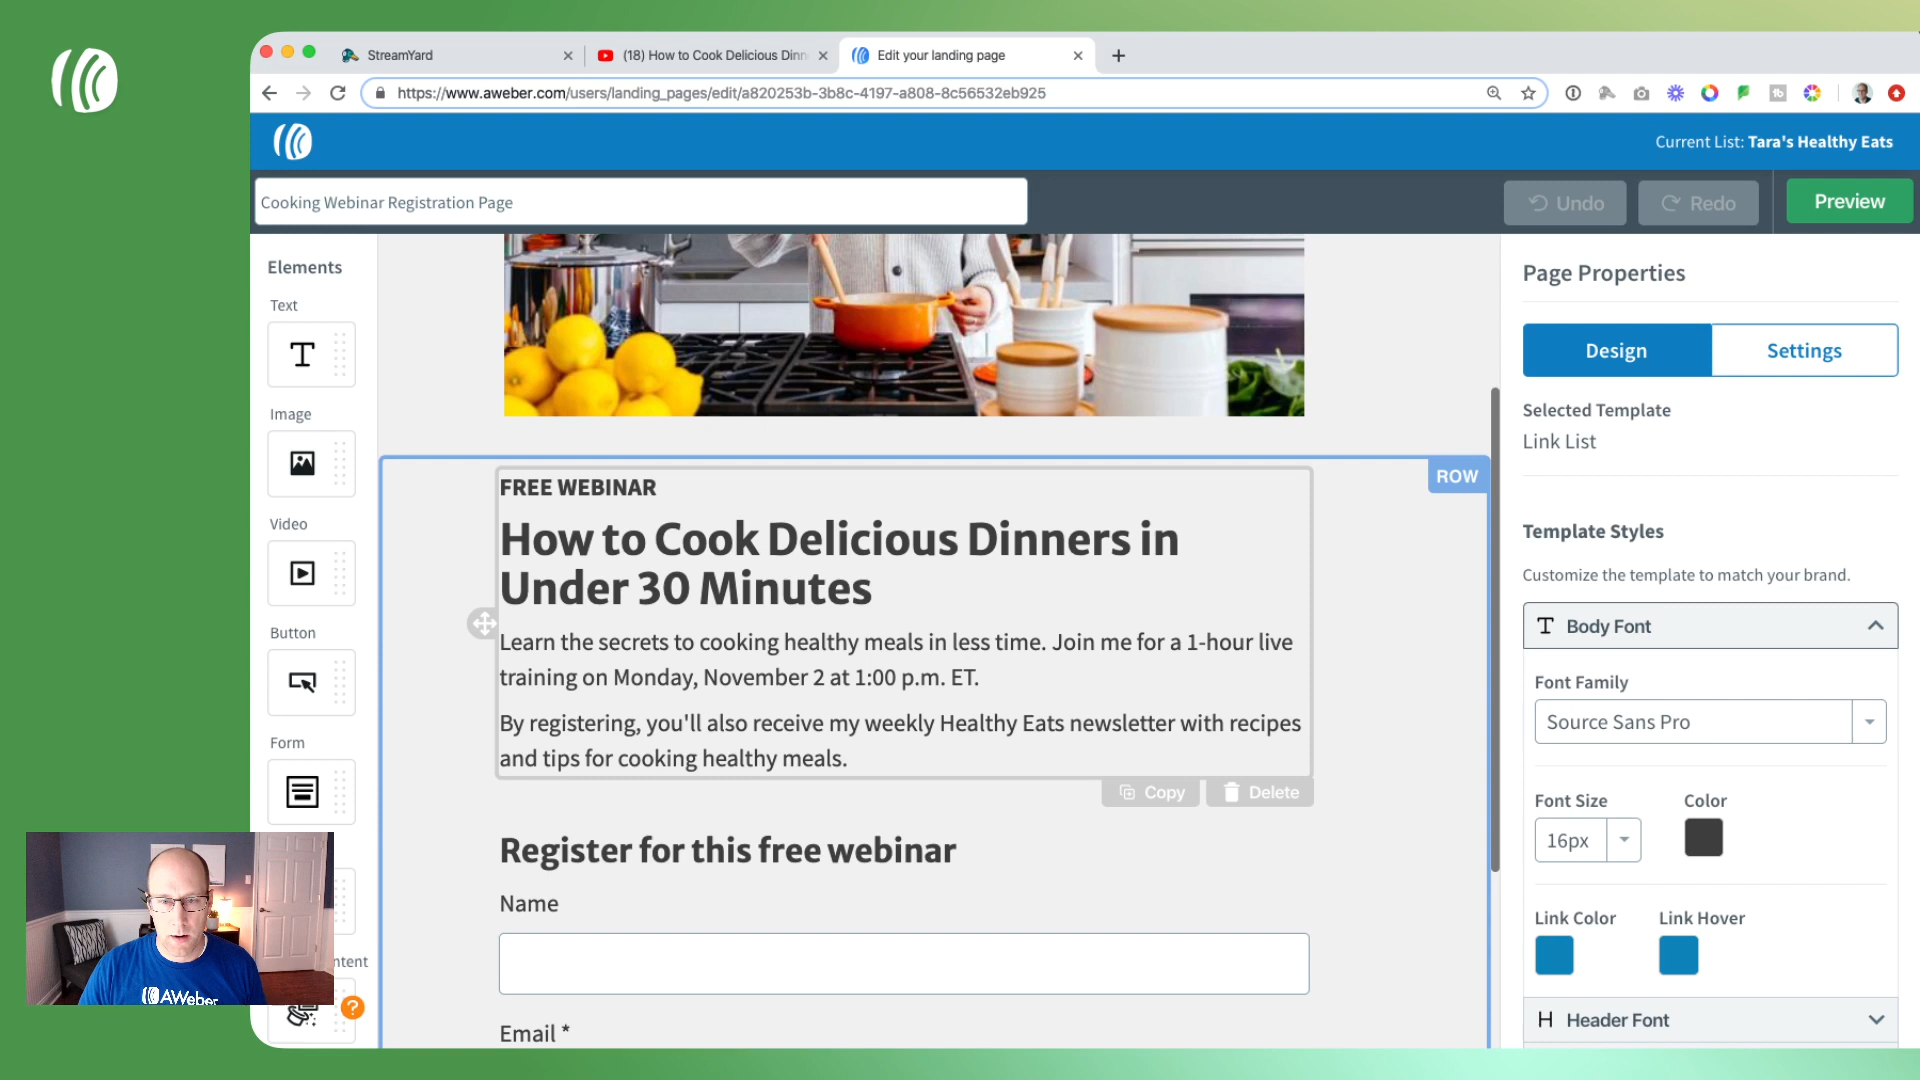 StreamYard
(18) How to Cook Delicious Dinn
Edit your landing page
https://www.aweber.com/users/landing_pages/edit/a820253b-3b8c-4197-a808-8c56532eb925
Current List: Tara's Healthy Eats
Cooking Webinar Registration Page
Undo
Redo
Preview
Elements
Text
Image
Video
Button
Form
ntent
FREE WEBINAR
How to Cook Delicious Dinners in
Under 30 Minutes
Learn the secrets to cooking healthy meals in less time. Join me for a 1-hour live
training on Monday, November 2 at 1:00 p.m. ET.
By registering, you'll also receive my weekly Healthy Eats newsletter with recipes
and tips for cooking healthy meals.
ROW
Copy
Delete
Register for this free webinar
Name
Email *
Page Properties
Design
Settings
Selected Template
Link List
Template Styles
Customize the template to match your brand.
Body Font
Font Family
Source Sans Pro
Font Size
Color
16px
Link Color
Link Hover
H Header Font
AWeber
?